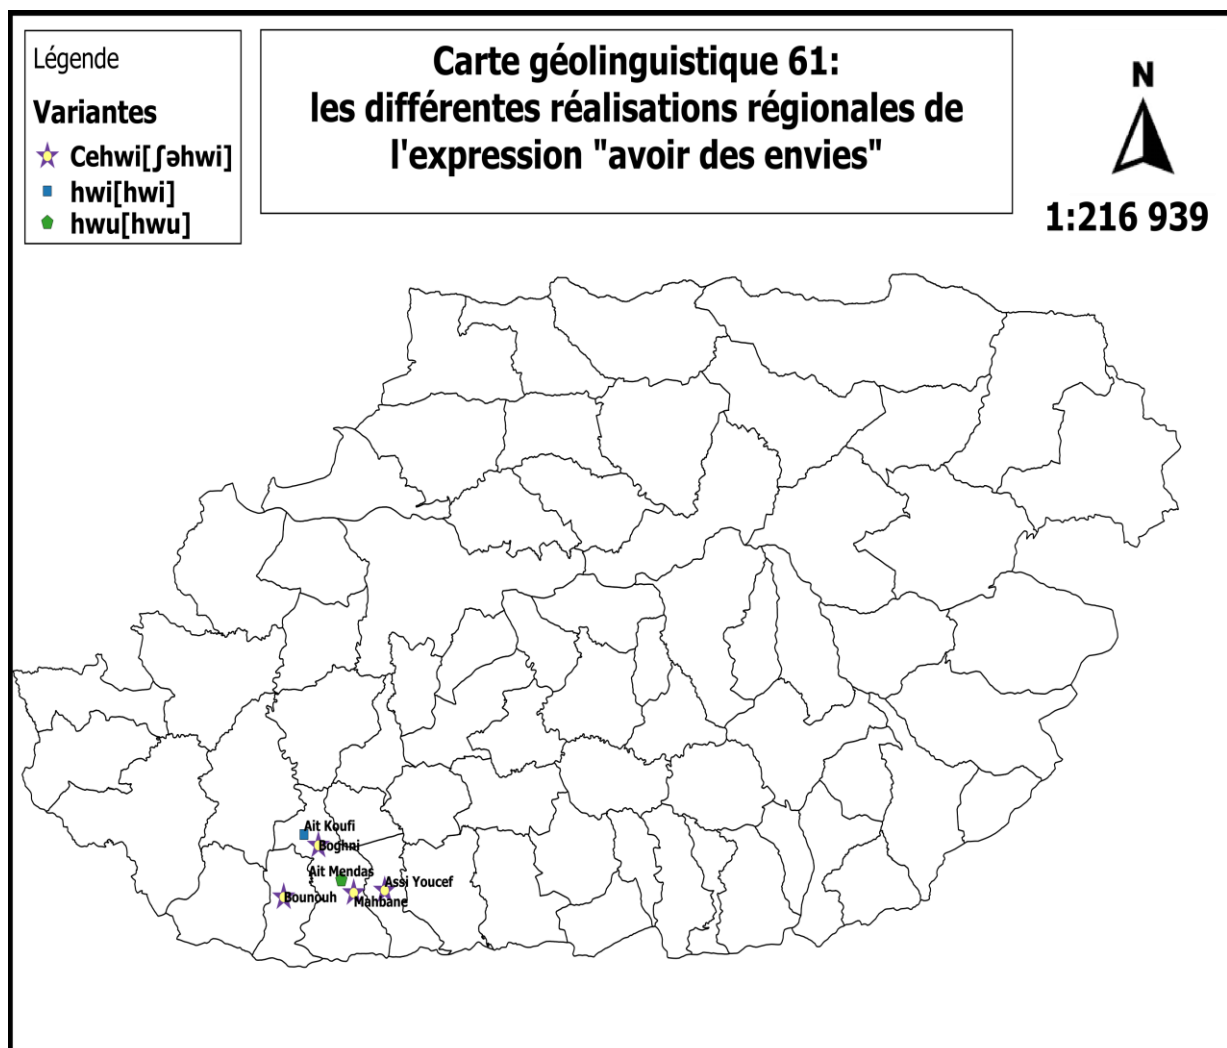 Légende
Variantes
Cehwi[ʃəhwi]
hwi[hwi]
hwu[hwu]
Carte géolinguistique 61:
les différentes réalisations régionales de
l'expression "avoir des envies"
N
1:216 939
Ait Koufi
Boghni
Ait Mendas
Assi Youcef
Bounouh
Mahbane